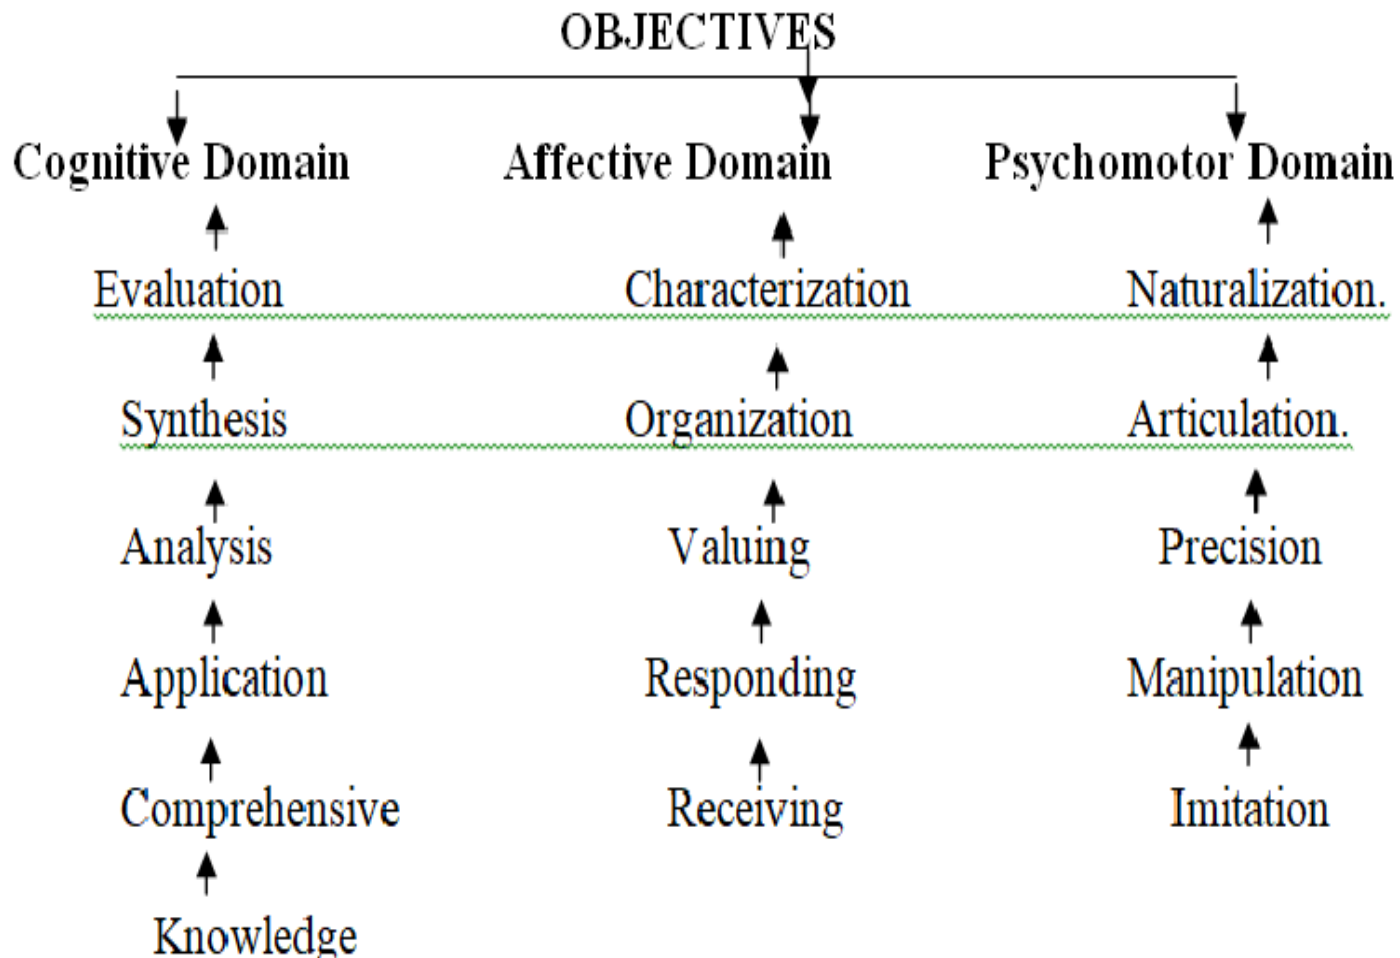 OBJECTIVES
Cognitive Domain Affective Domain Psychomotor Domain
Evaluation Characterization Naturalization.
Synthesis Organization Articulation.
Analysis Valuing Precision
Application Responding Manipulation
Comprehensive Receiving Imitation
Knowledge